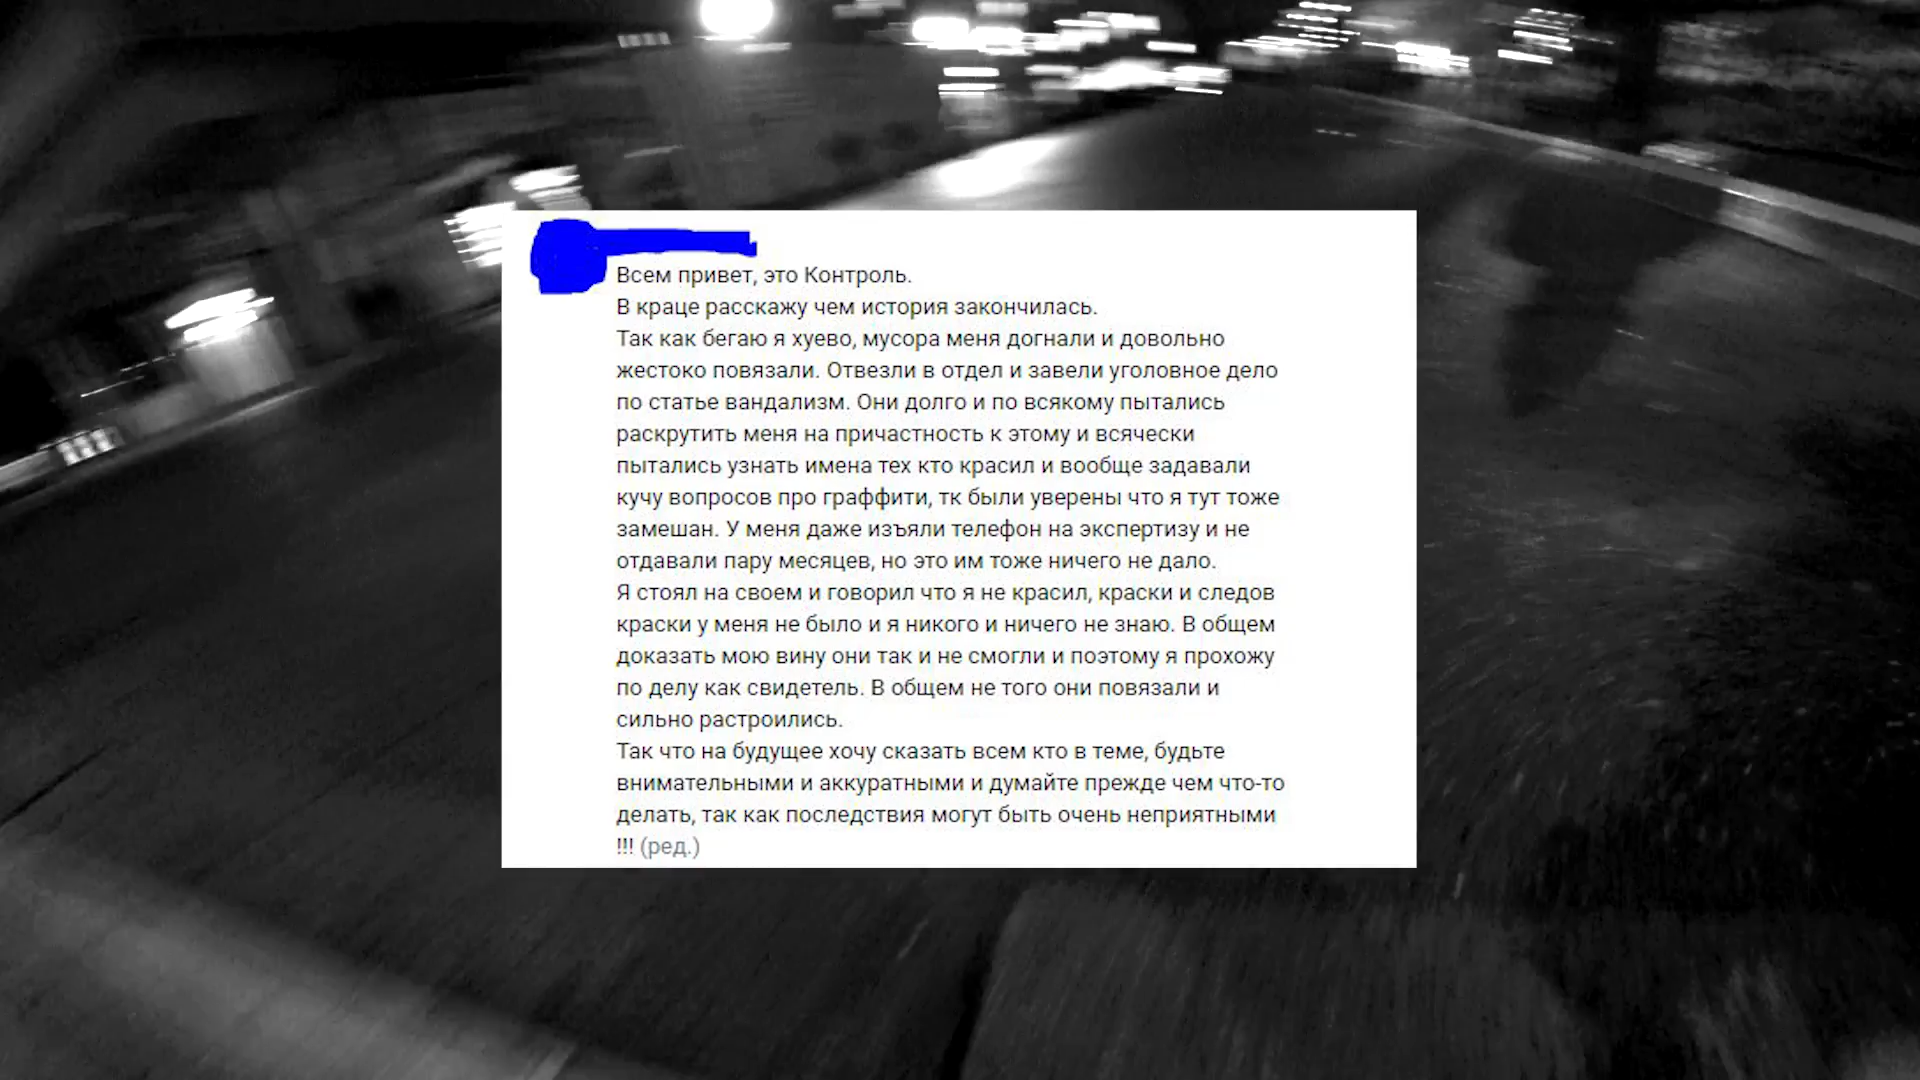 Всем привет, это Контроль.
В краце расскажу чем история закончилась.
Так как бегаю я хуево, мусора меня догнали и довольно
жестоко повязали. Отвезли в отдел и завели уголовное дело
по статье вандализм. Они долго и по всякому пытались
раскрутить меня на причастность к этому и всячески
пытались узнать имена тех кто красил и вообще задавали
кучу вопросов про граффити, тк были уверены что я тут тоже
замешан. У меня даже изъяли телефон на экспертизу и не
отдавали пару месяцев, но это им тоже ничего не дало.
Я стоял на своем и говорил что я не красил, краски и следов
краски у меня не было и я никого и ничего не знаю. В общем
доказать мою вину они так и не смогли и поэтому я прохожу
по делу как свидетель. В общем не того они повязали и
сильно растроились.
Так что на будущее хочу сказать всем кто в теме, будьте
внимательными и аккуратными и думайте прежде чем что-то
делать, так как последствия могут быть очень неприятными
!!! (ред.)